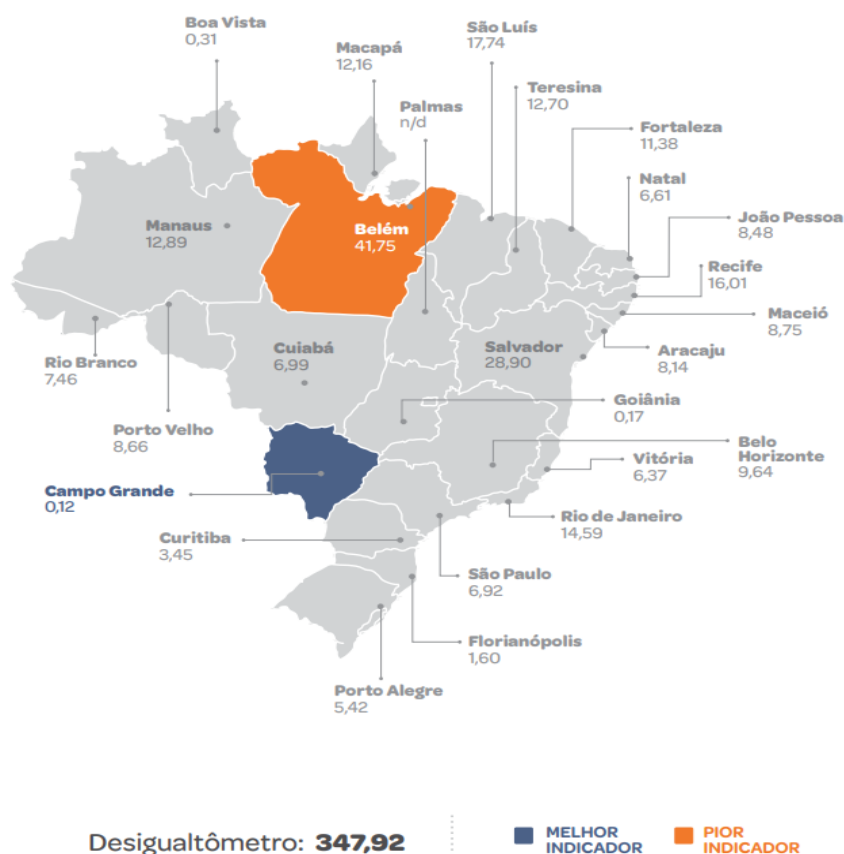 Boa Vista
0,31
Macapá
12,16
São Luís
17,74
Palmas
n/d
Teresina
12,70
Fortaleza
11,38
Natal
6,61
João Pessoa
8,48
Manaus
12,89
Belém
41,75
Recife
16,01
Maceió
8,75
Rio Branco
7,46
Cuiabá
6,99
Salvador
28,90
Aracaju
8,14
Porto Velho
8,66
Goiânia
0,17
Belo
Horizonte
9,64
Vitória
6,37
Campo Grande
0,12
Rio de Janeiro
14,59
Curitiba
3,45
São Paulo
6,92
Florianópolis
1,60
Porto Alegre
5,42
Desigualtômetro: 347,92
MELHOR
INDICADOR
PIOR
INDICADOR